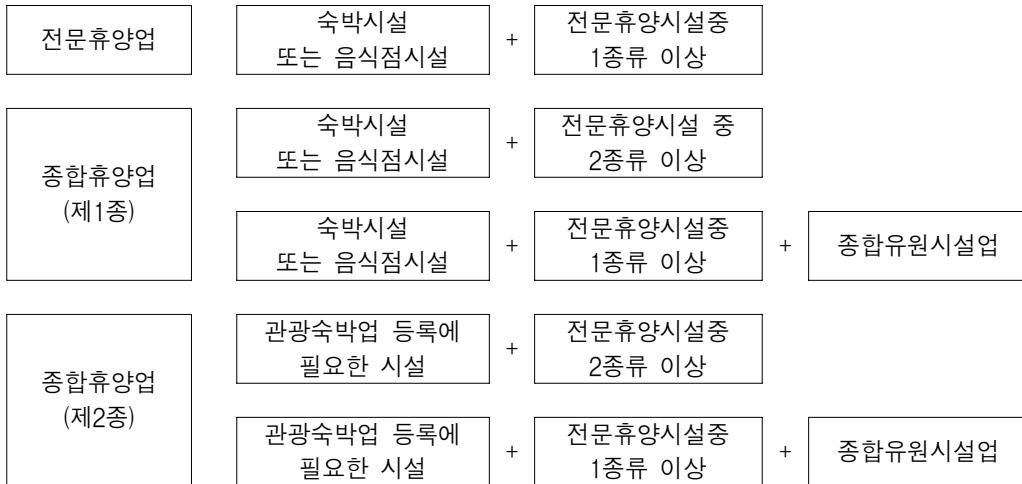 전문휴양업
숙박시설
또는 음식점시설
+
전문휴양시설중
1종류 이상
종합휴양업
(제1종)
숙박시설
또는 음식점시설
+
전문휴양시설 중
2종류 이상
숙박시설
또는 음식점시설
+
전문휴양시설중
1종류 이상
+
종합유원시설업
종합휴양업
(제2종)
관광숙박업 등록에
필요한 시설
+
전문휴양시설중
2종류 이상
관광숙박업 등록에
필요한 시설
+
전문휴양시설중
1종류 이상
+
종합유원시설업